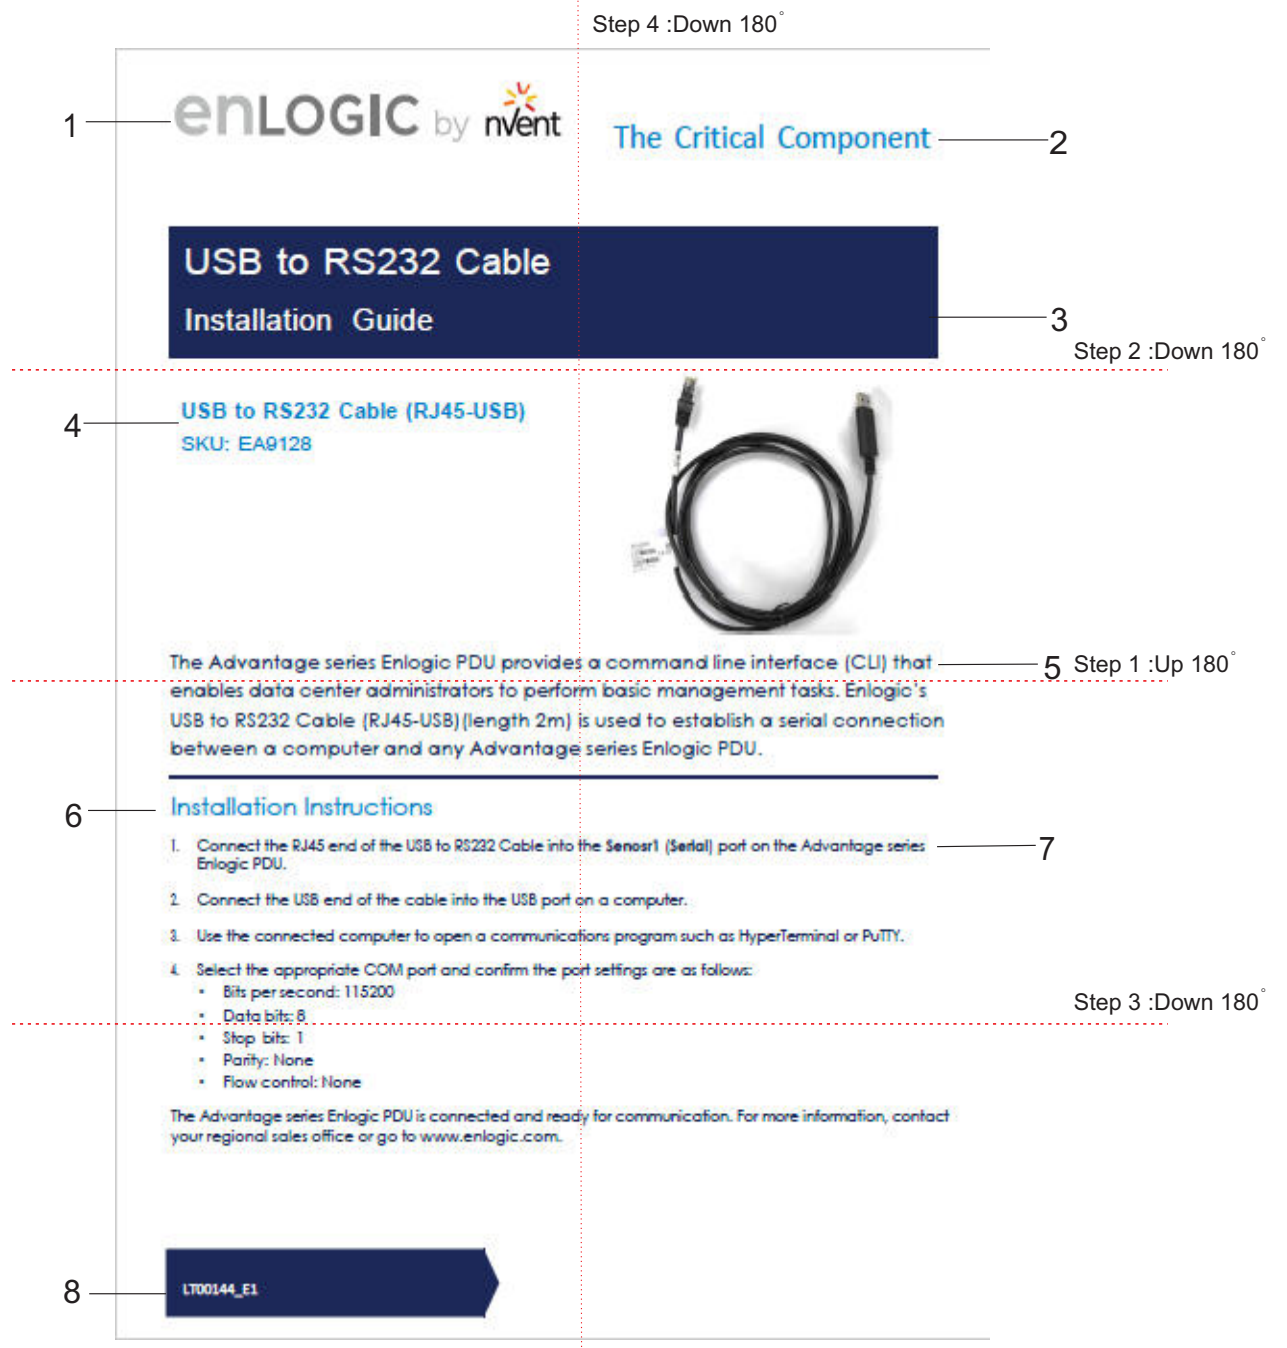 Step 4 :Down 180°
1
enLOGIC by nvent
The Critical Component
2
USB to RS232 Cable
Installation Guide
3
Step 2 :Down 180°
4
USB to RS232 Cable (RJ45-USB)
SKU: EA9128
The Advantage series Enlogic PDU provides a command line interface (CLI) that
5
Step 1 :Up 180°
enables data center administrators to perform basic management tasks. Enlogic's
USB to RS232 Cable (RJ45-USB)(length 2m) is used to establish a serial connection
between a computer and any Advantage series Enlogic PDU.
6
Installation Instructions
1. Connect the RJ45 end of the USB to RS232 Cable into the Senosr1 (Serial) port on the Advantage series
Enlogic PDU.
7
2. Connect the USB end of the cable into the USB port on a computer.
3. Use the connected computer to open a communications program such as HyperTerminal or PuTTY.
4. Select the appropriate COM port and confirm the port settings are as follows:
• Bits per second: 115200
• Data bits: 8
Step 3 :Down 180°
• Stop bits: 1
• Parity: None
• Flow control: None
The Advantage series Enlogic PDU is connected and ready for communication. For more information, contact
your regional sales office or go to www.enlogic.com.
8
LT00144_E1